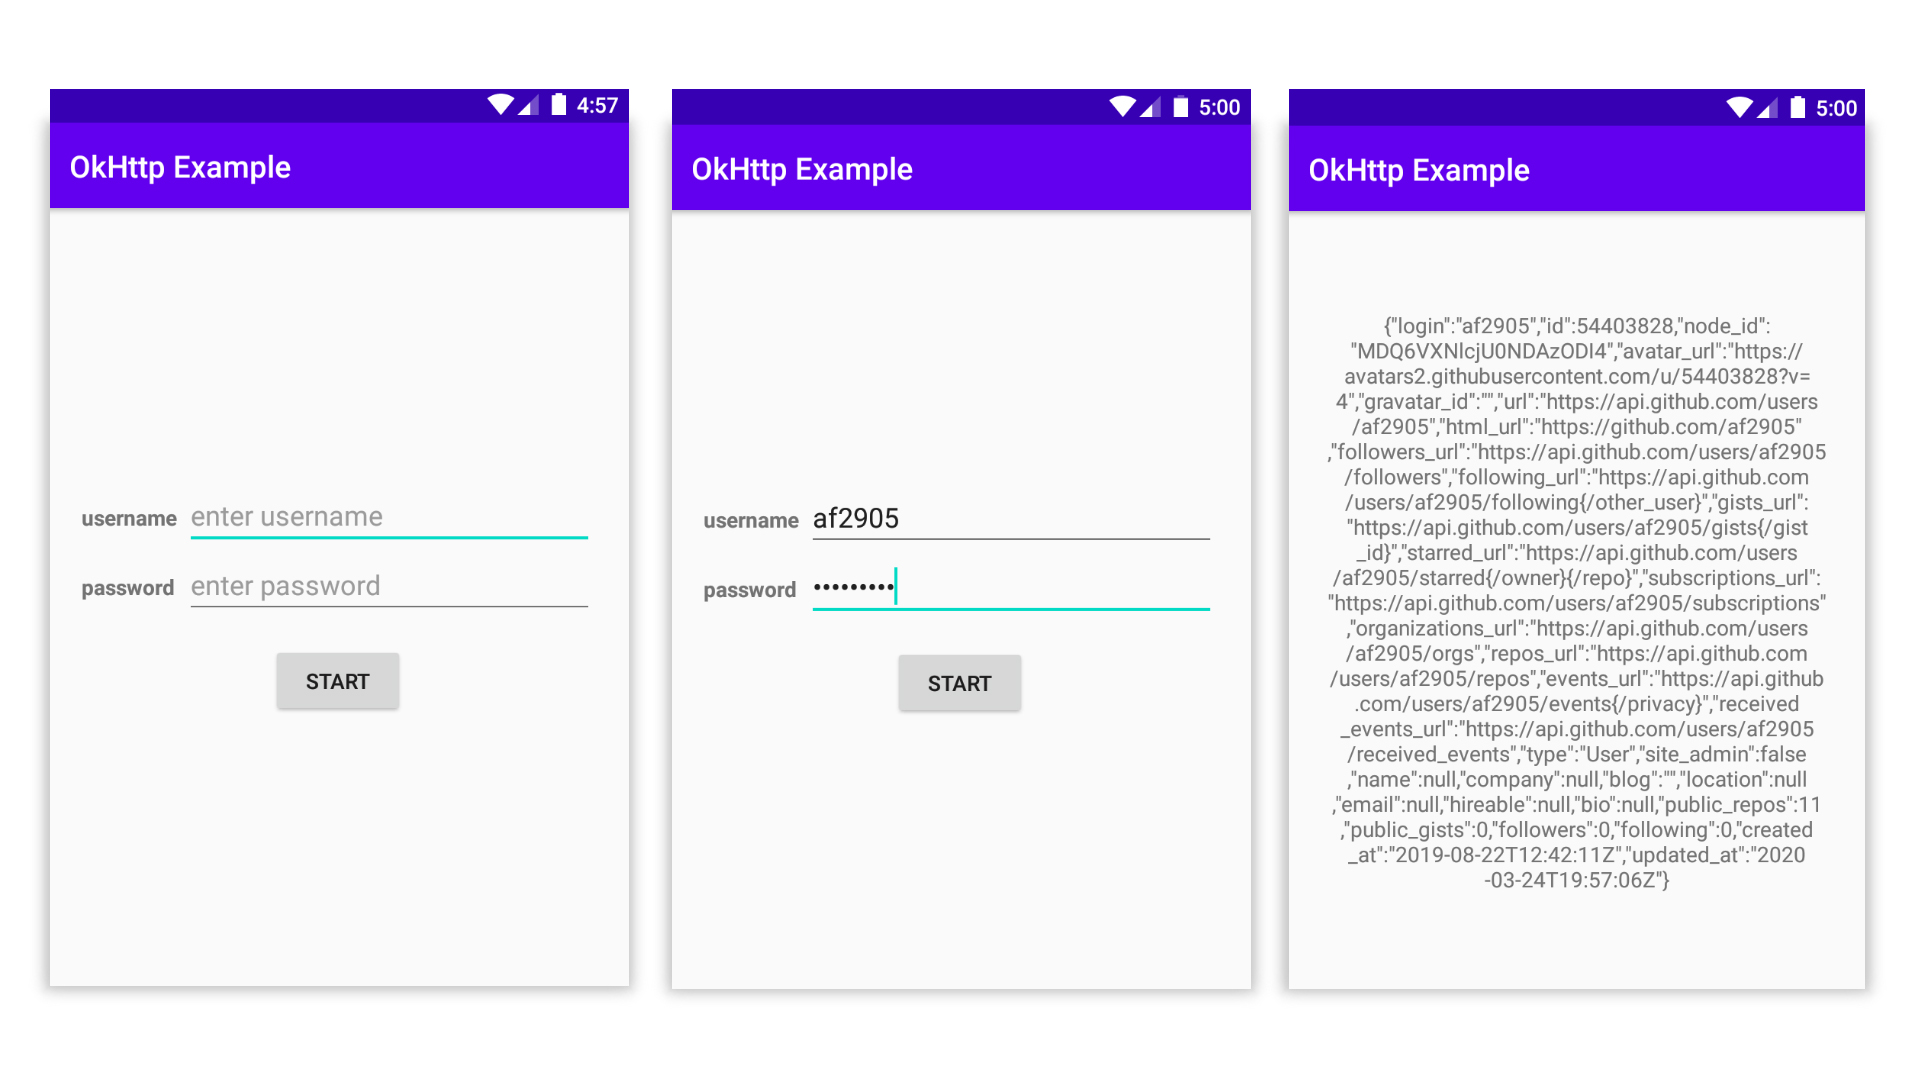 4:57
OkHttp Example
username enter username
password enter password
START
5:00
OkHttp Example
username af2905
password •••••••••
START
5:00
OkHttp Example
{"login":"af2905","id":54403828,"node_id":
"MDQ6VXNlcjU0NDAzODI4","avatar_url":"https://
avatars2.githubusercontent.com/u/54403828?v=
4","gravatar_id":"","url":"https://api.github.com/users
/af2905","html_url":"https://github.com/af2905"
,"followers_url":"https://api.github.com/users/af2905
/followers","following_url":"https://api.github.com
/users/af2905/following{/other_user}","gists_url":
"https://api.github.com/users/af2905/gists{/gist
_id}","starred_url":"https://api.github.com/users
/af2905/starred{/owner}{/repo}","subscriptions_url":
"https://api.github.com/users/af2905/subscriptions"
,"organizations_url":"https://api.github.com/users
/af2905/orgs","repos_url":"https://api.github.com
/users/af2905/repos","events_url":"https://api.github
.com/users/af2905/events{/privacy}","received
_events_url":"https://api.github.com/users/af2905
/received_events","type":"User","site_admin":false
,"name":null,"company":null,"blog":"","location":null
,"email":null,"hireable":null,"bio":null,"public_repos":11
,"public_gists":0,"followers":0,"following":0,"created
_at":"2019-08-22T12:42:11Z","updated_at":"2020
-03-24T19:57:06Z"}